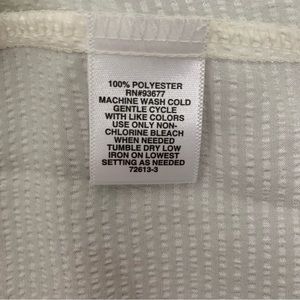 100% POLYESTER
RN#93677
MACHINE WASH COLD
GENTLE CYCLE
WITH LIKE COLORS
USE ONLY NON-
CHLORINE BLEACH
WHEN NEEDED
TUMBLE DRY LOW
IRON ON LOWEST
SETTING AS NEEDED
72613-3